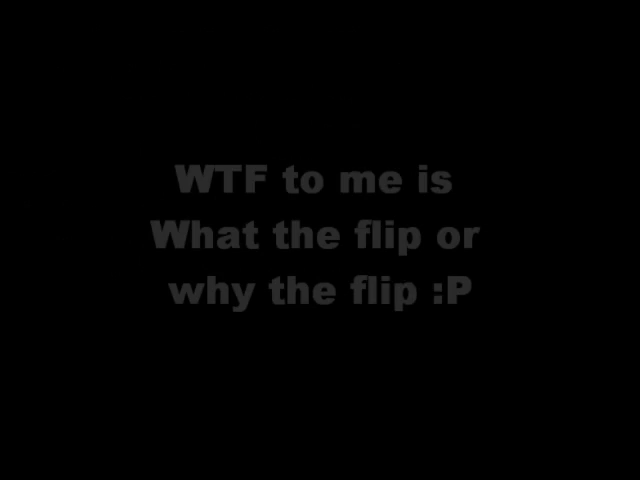 WTF to me is
What the flip or
why the flip :P